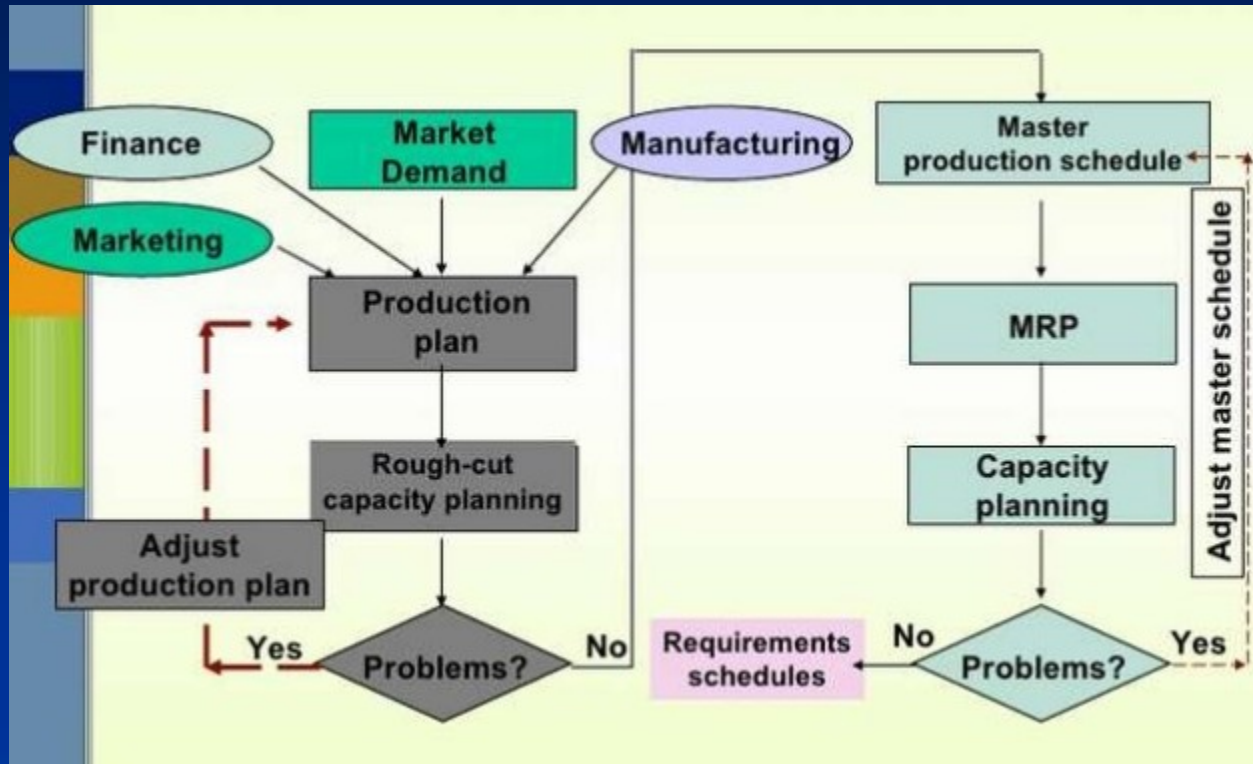 Finance
Market
Demand
Manufacturing
Master
production schedule
Marketing
Production
plan
MRP
Adjust master schedule
Rough-cut
capacity planning
Capacity
planning
Adjust
production plan
Yes
Problems?
No
Requirements
schedules
No
Problems?
Yes